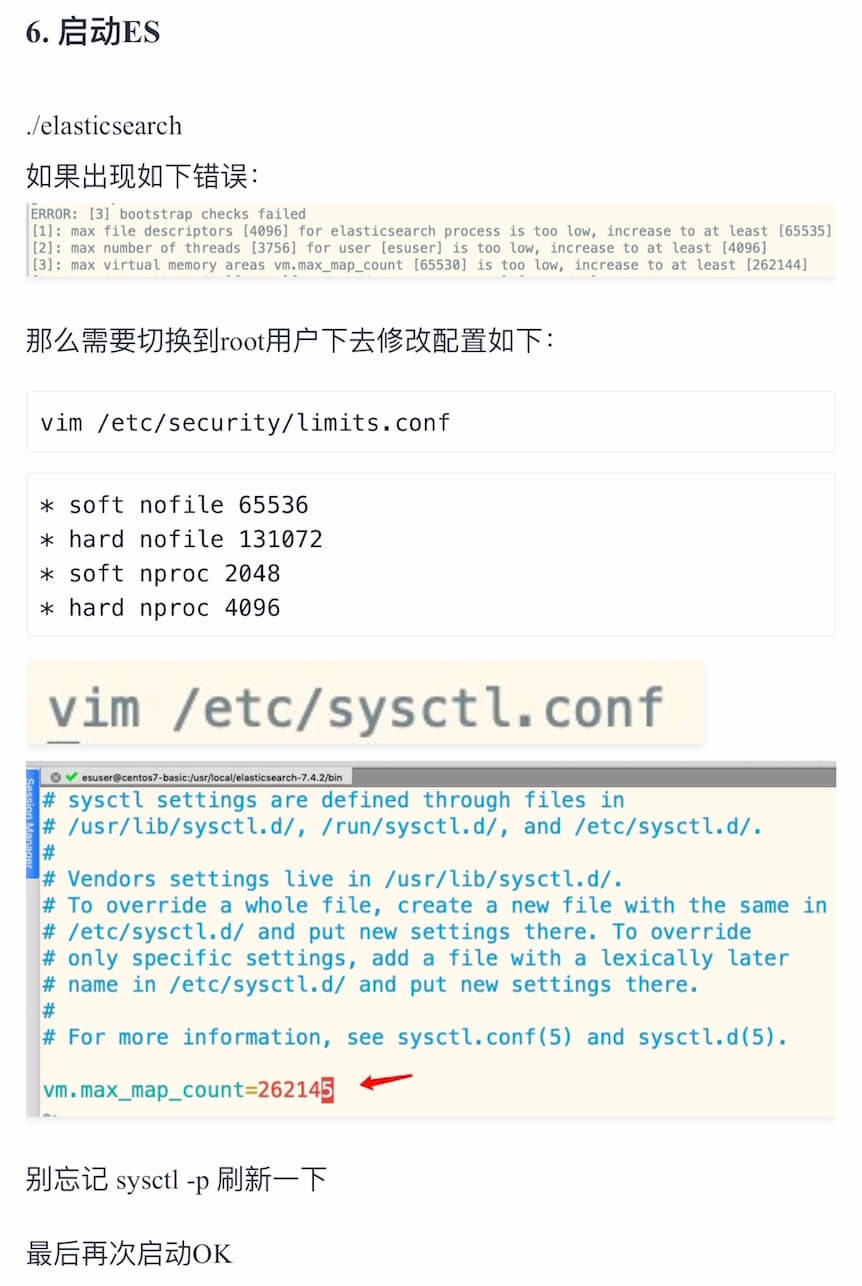 6. 启动ES
./elasticsearch
如果出现如下错误：
ERROR: [3] bootstrap checks failed
[1]: max file descriptors [4096] for elasticsearch process is too low, increase to at least [65535]
[2]: max number of threads [3756] for user [esuser] is too low, increase to at least [4096]
[3]: max virtual memory areas vm.max_map_count [65530] is too low, increase to at least [262144]
那么需要切换到root用户下去修改配置如下：
vim /etc/security/limits.conf
* soft nofile 65536
* hard nofile 131072
* soft nproc 2048
* hard nproc 4096
vim /etc/sysctl.conf
Session Manager
esuser@centos7-basic:/usr/local/elasticsearch-7.4.2/bin
# sysctl settings are defined through files in
# /usr/lib/sysctl.d/, /run/sysctl.d/, and /etc/sysctl.d/.
#
# Vendors settings live in /usr/lib/sysctl.d/.
# To override a whole file, create a new file with the same in
# /etc/sysctl.d/ and put new settings there. To override
# only specific settings, add a file with a lexically later
# name in /etc/sysctl.d/ and put new settings there.
#
# For more information, see sysctl.conf(5) and sysctl.d(5).
vm.max_map_count=262145
别忘记 sysctl -p 刷新一下
最后再次启动OK